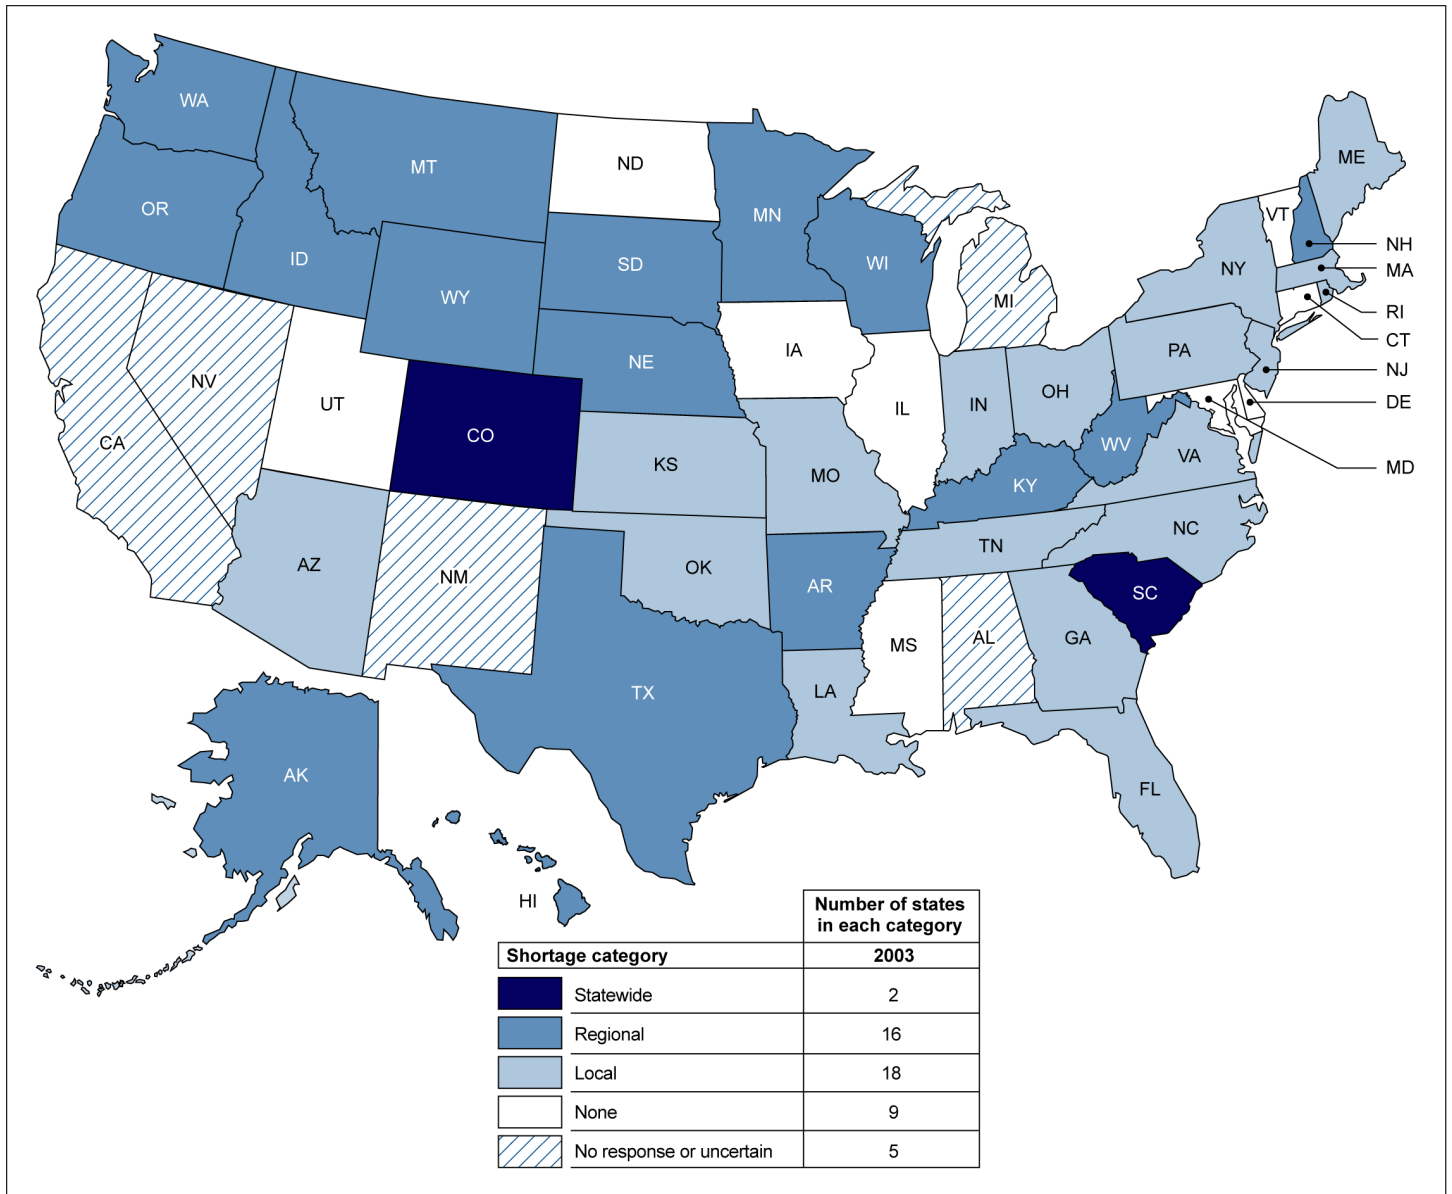 WA
MT
ND
ME
OR
ID
MN
VT
SD
WI
NY
NH
MA
WY
MI
RI
CT
IA
PA
NE
NJ
NV
UT
IL
IN
OH
DE
CO
CA
WV
VA
MD
KS
MO
KY
NC
TN
AZ
NM
OK
AR
SC
MS
AL
GA
TX
LA
AK
FL
HI
Number of states
in each category
Shortage category 2003
Statewide 2
Regional 16
Local 18
None 9
No response or uncertain 5